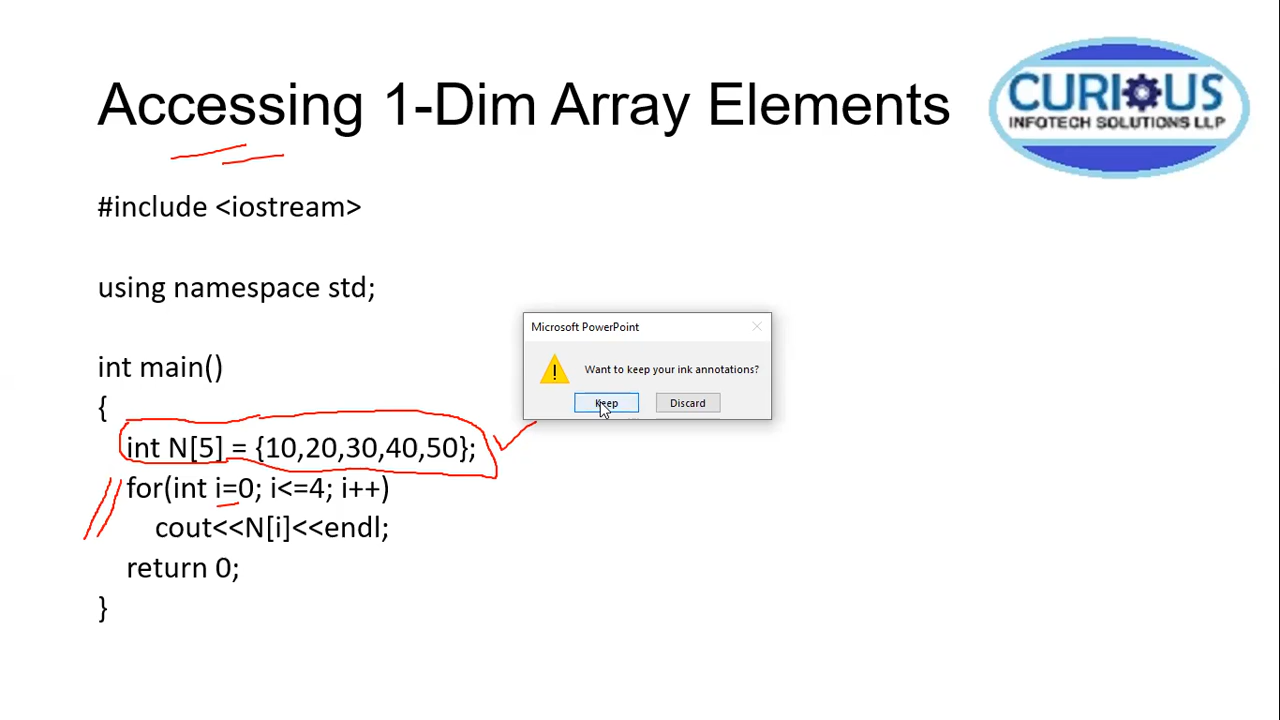 Accessing 1-Dim Array Elements
CURIOUS
INFOTECH SOLUTIONS LLP
#include <iostream>
using namespace std;
int main()
{
int N[5] = {10,20,30,40,50};
for(int i=0; i<=4; i++)
cout<<N[i]<<endl;
return 0;
}
Microsoft PowerPoint
Want to keep your ink annotations?
Keep
Discard